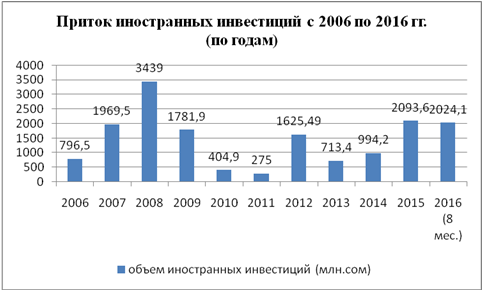 Приток иностранных инвестиций с 2006 по 2016 гг.
(по годам)
4000
3500
3000
2500
2000
1500
1000
500
0
796,5 1969,5 3439 1781,9 404,9 275 1625,49 713,4 994,2 2093,6 2024,1
2006 2007 2008 2009 2010 2011 2012 2013 2014 2015 2016
(8
мес.)
объем иностранных инвестиций (млн.сом)